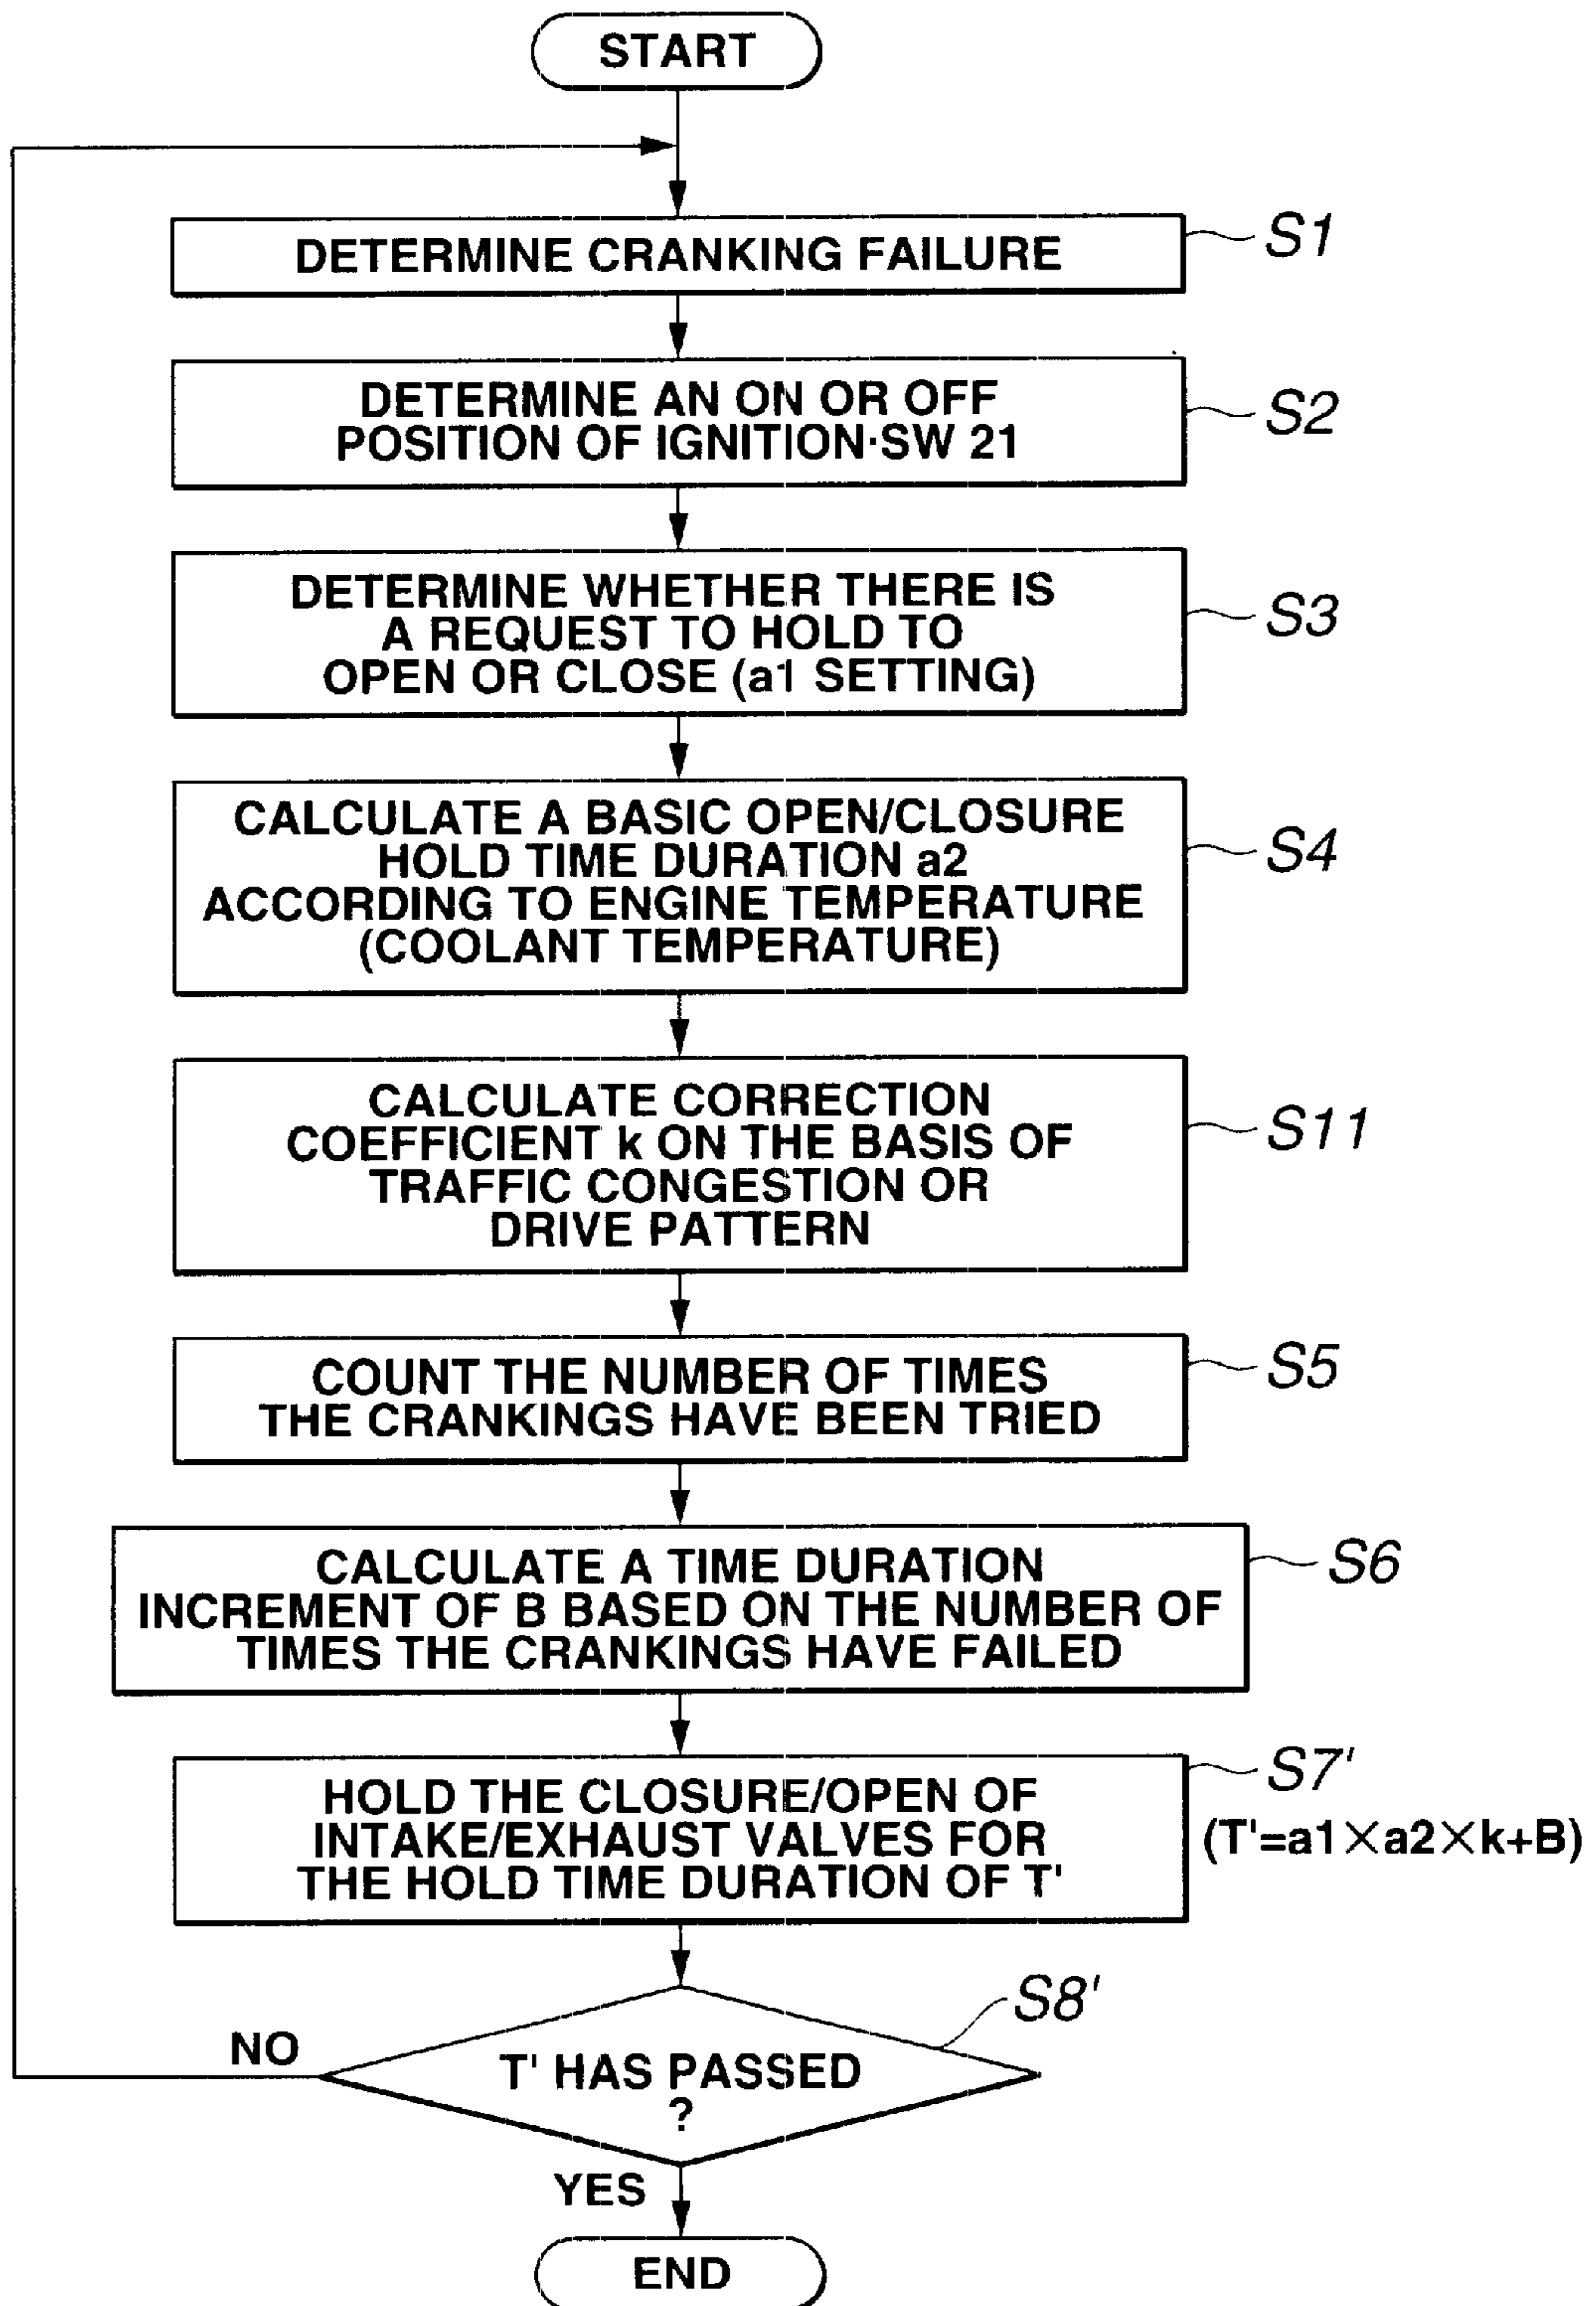 START
DETERMINE CRANKING FAILURE
S1
DETERMINE AN ON OR OFF
POSITION OF IGNITION·SW 21
S2
DETERMINE WHETHER THERE IS
A REQUEST TO HOLD TO
OPEN OR CLOSE (a1 SETTING)
S3
CALCULATE A BASIC OPEN/CLOSURE
HOLD TIME DURATION a2
ACCORDING TO ENGINE TEMPERATURE
(COOLANT TEMPERATURE)
S4
CALCULATE CORRECTION
COEFFICIENT k ON THE BASIS OF
TRAFFIC CONGESTION OR
DRIVE PATTERN
S11
COUNT THE NUMBER OF TIMES
THE CRANKINGS HAVE BEEN TRIED
S5
CALCULATE A TIME DURATION
INCREMENT OF B BASED ON THE NUMBER OF
TIMES THE CRANKINGS HAVE FAILED
S6
HOLD THE CLOSURE/OPEN OF
INTAKE/EXHAUST VALVES FOR
THE HOLD TIME DURATION OF T'
S7'
(T'=a1×a2×k+B)
S8'
T' HAS PASSED
?
NO
YES
END